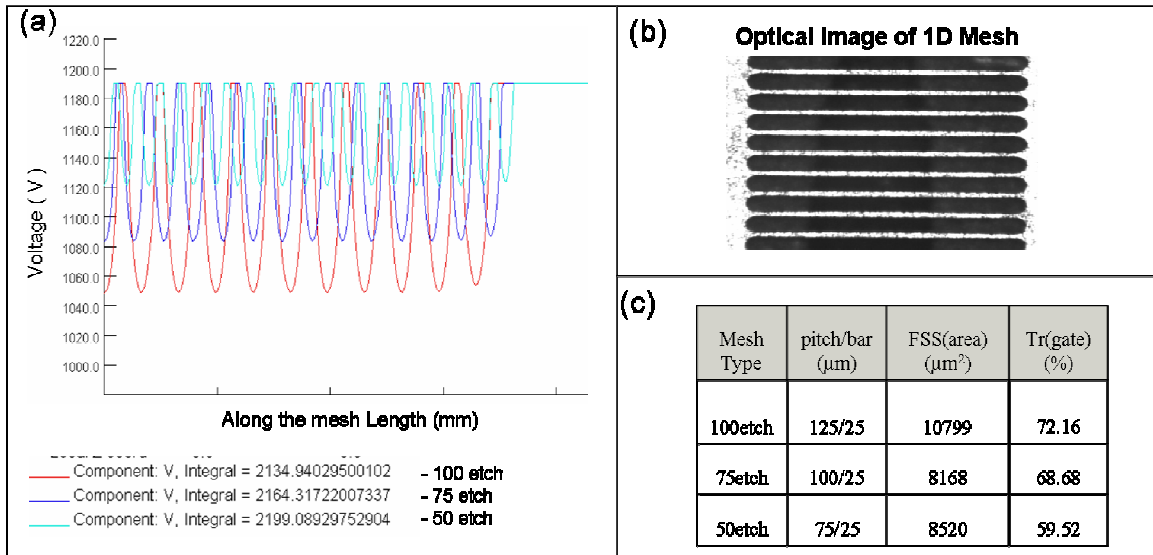 (a)
1220.0
1200.0
1180.0
1160.0
1140.0
1120.0
1100.0
1080.0
1060.0
1040.0
1020.0
1000.0
Voltage ( V )
Along the mesh Length (mm)
Component: V, Integral = 2134.94029500102 - 100 etch
Component: V, Integral = 2164.31722007337 - 75 etch
Component: V, Integral = 2199.08929752904 - 50 etch
(b)
Optical Image of 1D Mesh
(c)
Mesh Type pitch/bar (µm) FSS(area) (µm²) Tr(gate) (%)
100etch 125/25 10799 72.16
75etch 100/25 8168 68.68
50etch 75/25 8520 59.52